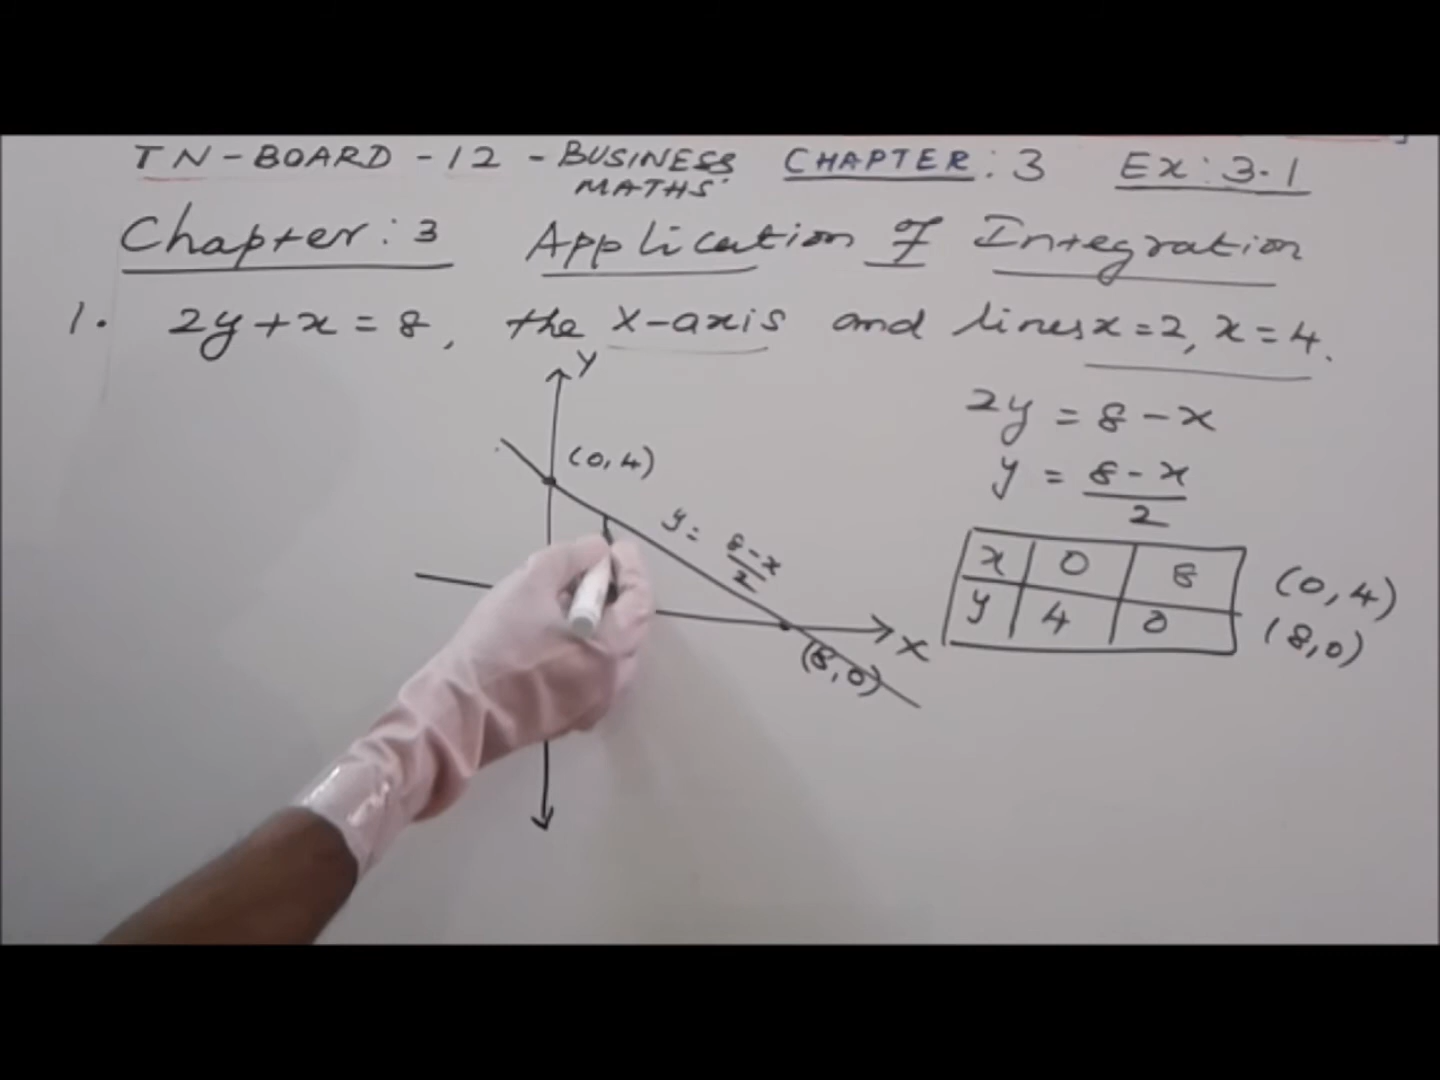 TN-BOARD-12-BUSINESS MATHS CHAPTER:3 Ex:3.1
Chapter:3 Application of Integration
1. 2y+x=8, the X-axis and lines x=2, x=4.
Y
2y = 8-x
(0,4)
y = 8-x/2
y = 8-x/2
x 0 8 (0,4)
y 4 0 (8,0)
X
(8,0)